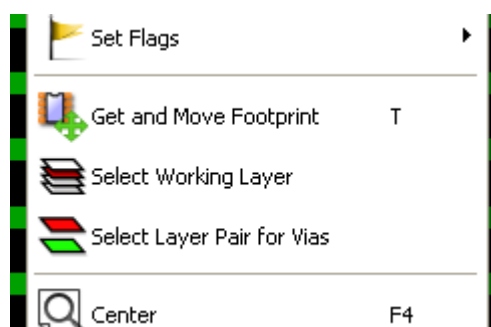 Set Flags
Get and Move Footprint T
Select Working Layer
Select Layer Pair for Vias
Center F4